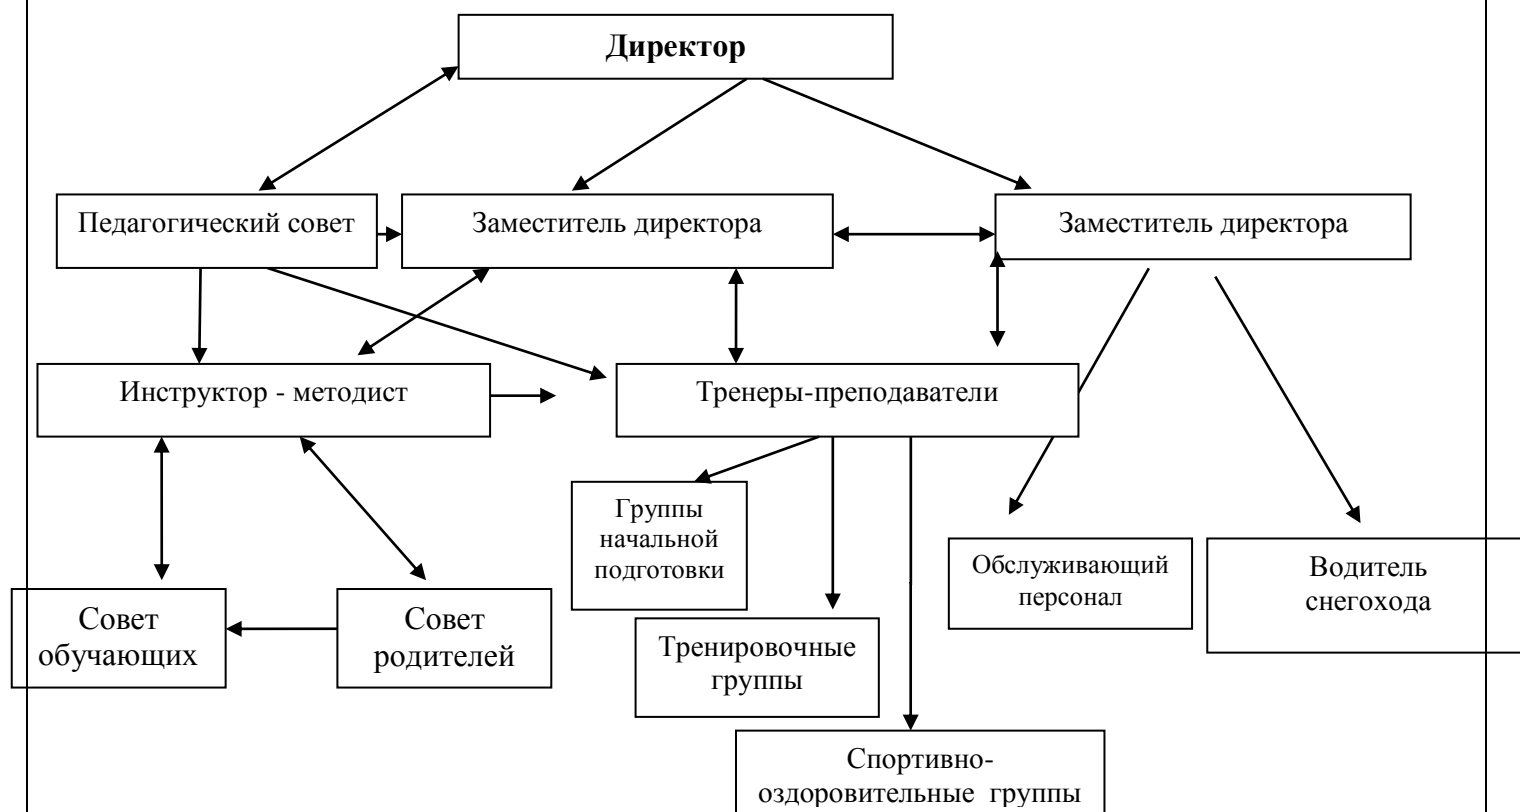 Директор
Педагогический совет
Заместитель директора
Заместитель директора
Инструктор - методист
Тренеры-преподаватели
Группы
начальной
подготовки
Обслуживающий
персонал
Водитель
снегохода
Совет
обучающих
Совет
родителей
Тренировочные
группы
Спортивно-
оздоровительные группы